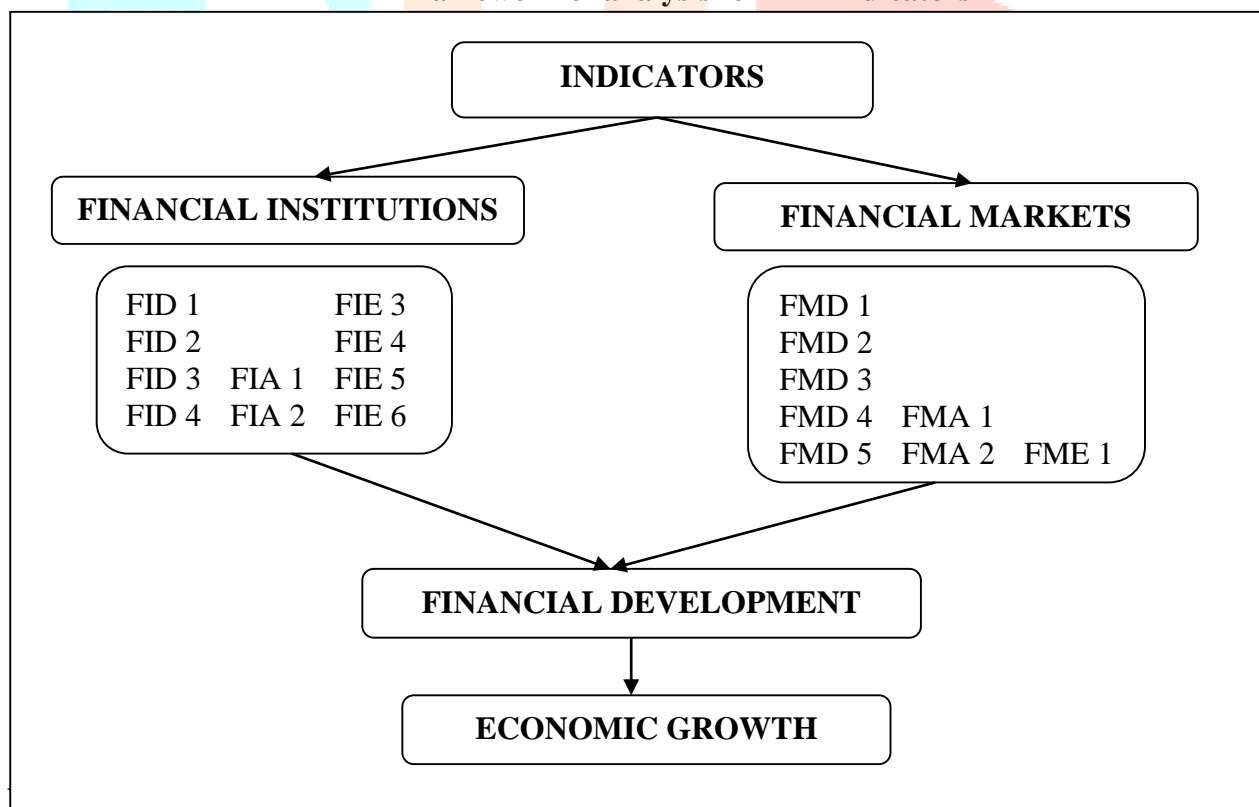 INDICATORS
FINANCIAL INSTITUTIONS FINANCIAL MARKETS
FID 1 FIE 3
FID 2 FIE 4
FID 3 FIA 1 FIE 5
FID 4 FIA 2 FIE 6
FMD 1
FMD 2
FMD 3
FMD 4 FMA 1
FMD 5 FMA 2 FME 1
FINANCIAL DEVELOPMENT
ECONOMIC GROWTH